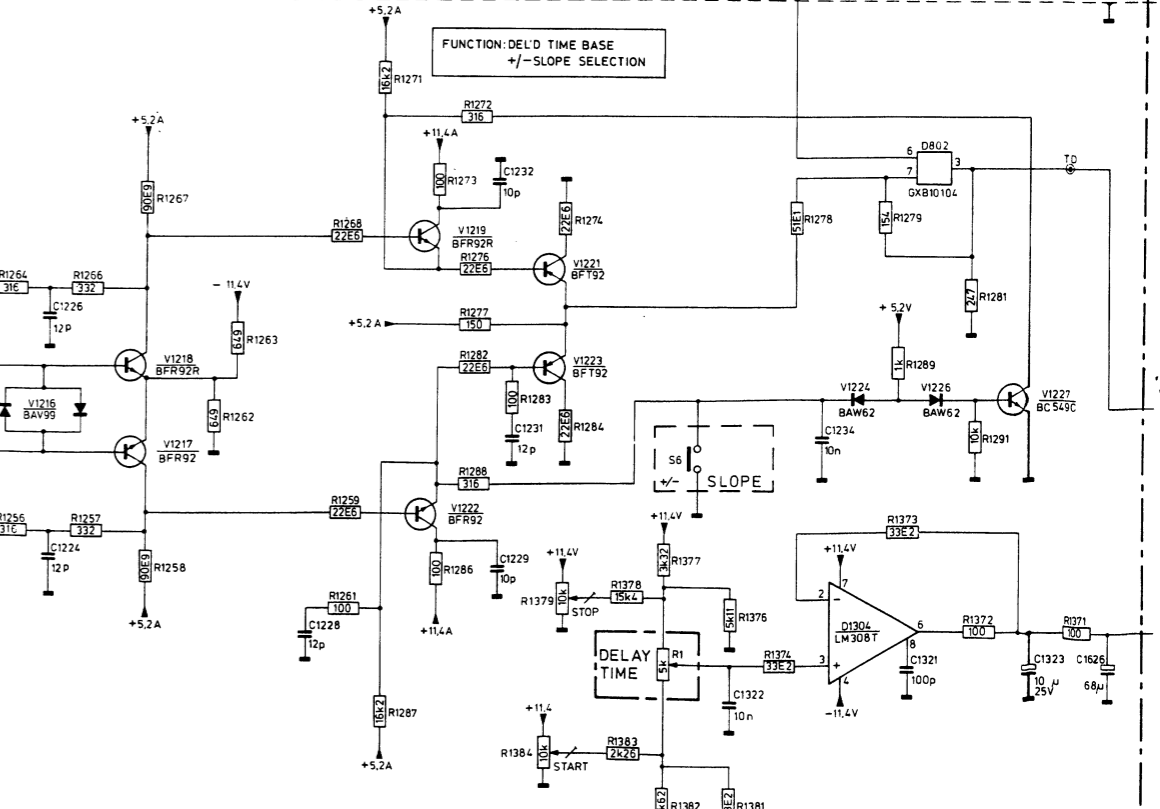 +5,2A
FUNCTION: DEL'D TIME BASE
+/-SLOPE SELECTION
16k2
R1271
R1272
316
+5,2A
+11,4A
100
R1273
C1232
10p
D802
6
7
3
GXB10104
TD
90E9
R1267
R1268
22E6
V1219
BFR92R
22E6
R1274
51E1
R1278
154
R1279
R1276
22E6
V1221
BFT92
R1264
316
R1266
332
C1226
12p
- 11,4V
649
R1263
247
R1281
+5,2A
R1277
150
+ 5,2V
1k
R1289
V1218
BFR92R
R1282
22E6
V1223
BFT92
100
R1283
C1231
12p
22E6
R1284
V1216
BAV99
649
R1262
V1224
BAW62
V1226
BAW62
V1227
BC549C
C1234
10n
10k
R1291
V1217
BFR92
S6
+/-
SLOPE
R1288
316
R1259
22E6
V1222
BFR92
R1256
316
R1257
332
C1224
12p
90E9
R1258
+5,2A
100
R1286
+11,4A
C1229
10p
+11,4V
3k32
R1377
+11,4V
R1379
10k
STOP
R1378
15k4
5k11
R1376
R1373
33E2
+11,4V
7
2
-
D1304
LM308T
6
3
+
8
4
-11,4V
C1321
100p
R1372
100
R1371
100
C1323
10 µ
25V
C1626
68µ
R1261
100
C1228
12p
DELAY
TIME
5k
R1
R1374
33E2
C1322
10n
16k2
R1287
+5,2A
+11,4
R1384
10k
START
R1383
2k26
R1382
R1381